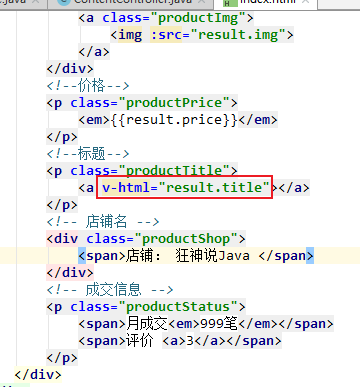 ContentController.java
index.html
<a class="productImg">
<img :src="result.img">
</a>
</div>
<!--价格-->
<p class="productPrice">
<em>{{result.price}}</em>
</p>
<!--标题-->
<p class="productTitle">
<a v-html="result.title"></a>
</p>
<!-- 店铺名 -->
<div class="productShop">
<span>店铺： 狂神说Java </span>
</div>
<!-- 成交信息 -->
<p class="productStatus">
<span>月成交<em>999笔</em></span>
<span>评价 <a>3</a></span>
</p>
</div>